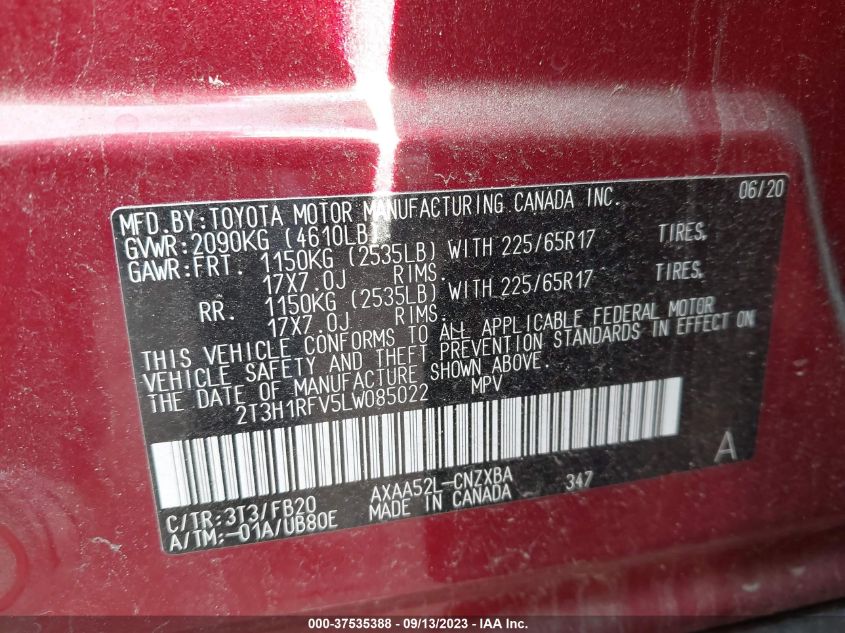 MFD.BY:TOYOTA MOTOR MANUFACTURING CANADA INC. 06/20
GVWR:2090KG (4610LB)
GAWR:FRT. 1150KG (2535LB) WITH 225/65R17 TIRES,
17X7.0J RIMS.
RR. 1150KG (2535LB) WITH 225/65R17 TIRES,
17X7.0J RIMS.
THIS VEHICLE CONFORMS TO ALL APPLICABLE FEDERAL MOTOR
VEHICLE SAFETY AND THEFT PREVENTION STANDARDS IN EFFECT ON
THE DATE OF MANUFACTURE SHOWN ABOVE.
2T3H1RFV5LW085022 MPV
A
C/TR:3T3/FB20 AXAA52L-CNZXBA 347
A/TM:-01A/UB80E MADE IN CANADA
000-37535388 - 09/13/2023 - IAA Inc.